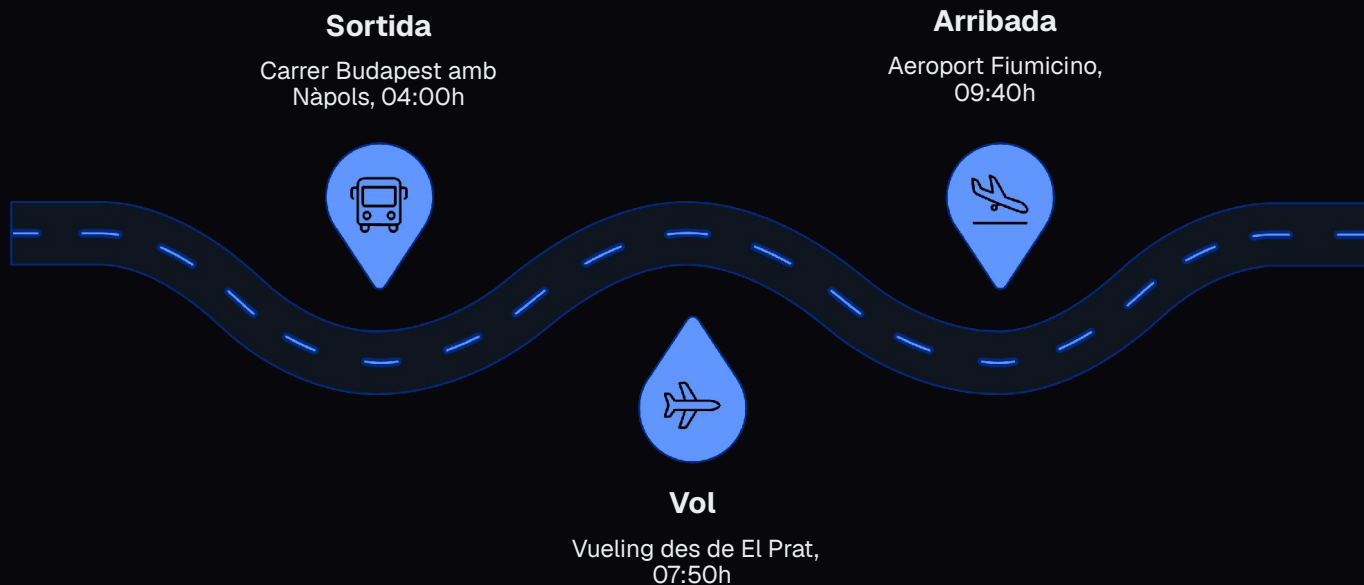 Sortida
Carrer Budapest amb
Nàpols, 04:00h
Vol
Vueling des de El Prat,
07:50h
Arribada
Aeroport Fiumicino,
09:40h